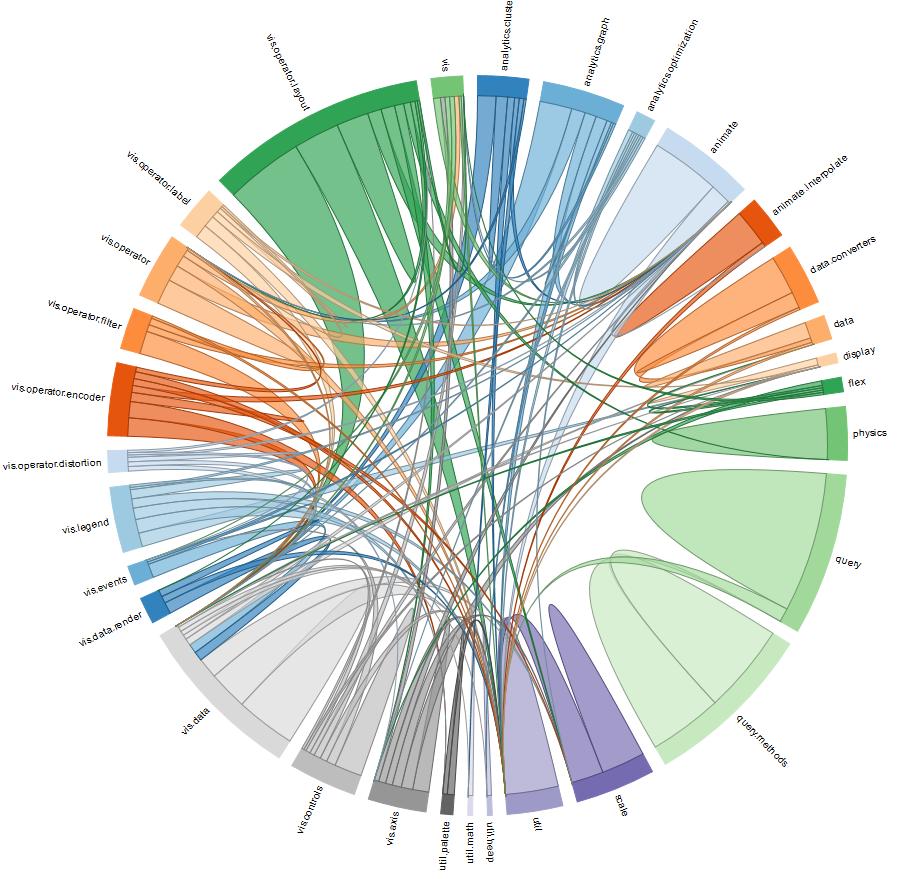 vis
analytics.cluste
analytics.graph
analytics.optimization
animate
animate.interpolate
data.converters
data
display
flex
physics
query
query.methods
scale
util
util.heap
util.math
util.palette
vis.axis
vis.controls
vis.data
vis.data.render
vis.events
vis.legend
vis.operator.distortion
vis.operator.encoder
vis.operator.filter
vis.operator
vis.operator.label
vis.operator.layout